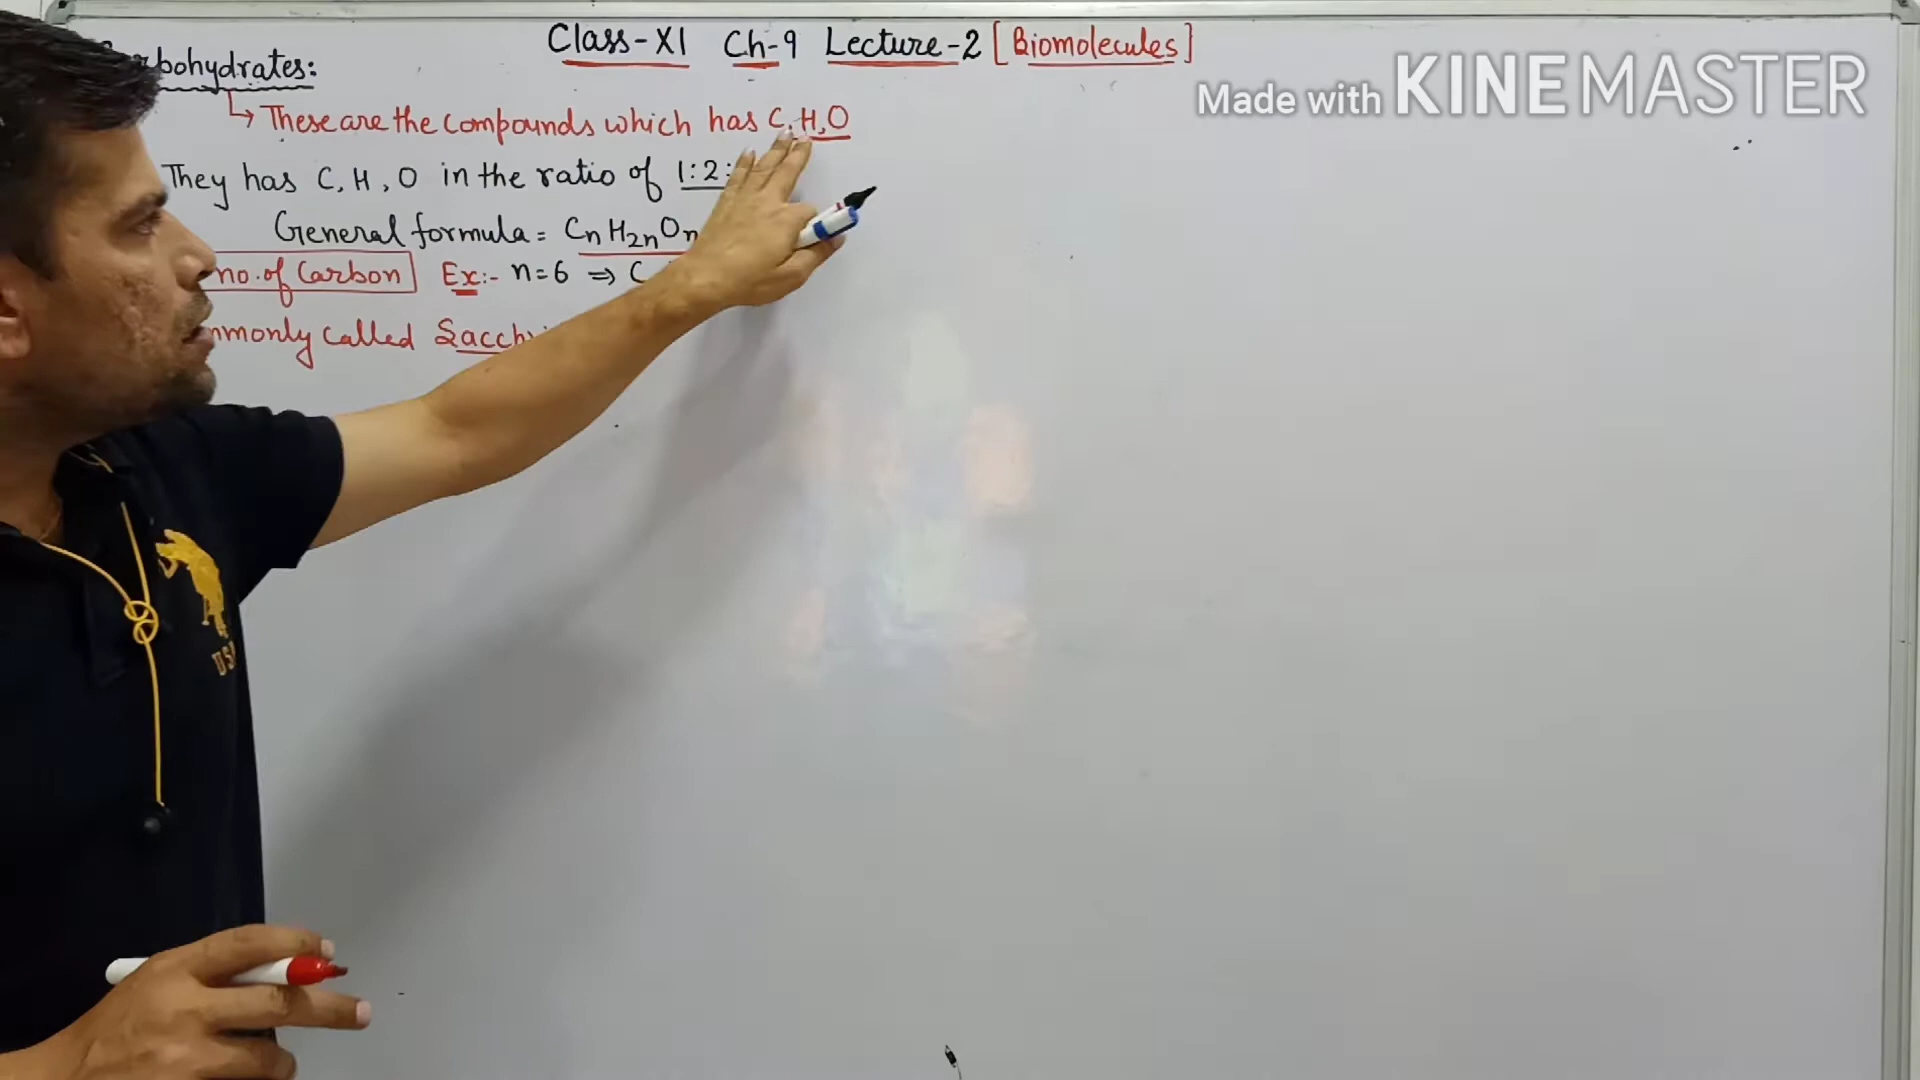 Class-XI Ch-9 Lecture-2 [Biomolecules]
Made with KINEMASTER
bohydrates:
↳ These are the compounds which has C, H, O
They has C, H, O in the ratio of 1:2:
General formula = CnH2nOn
no. of Carbon Ex:- n=6 ⇒ C
mmonly called Sacch
US